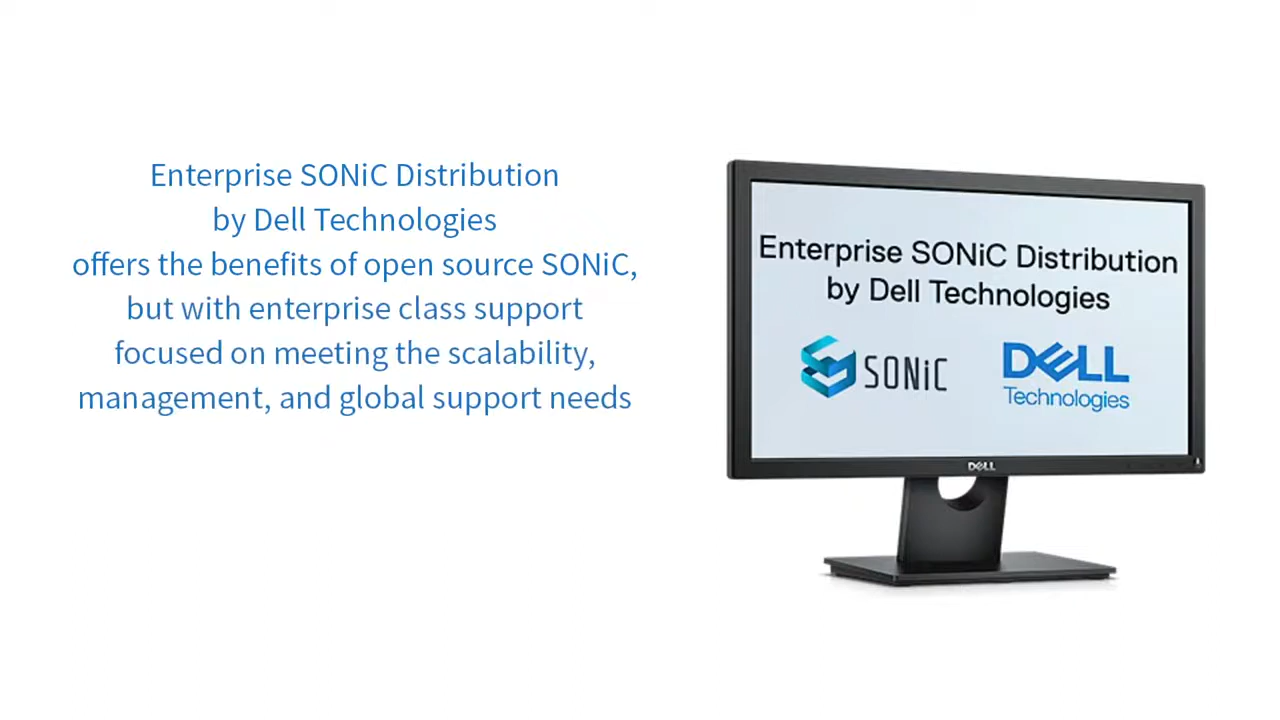 Enterprise SONiC Distribution
by Dell Technologies
offers the benefits of open source SONiC,
but with enterprise class support
focused on meeting the scalability,
management, and global support needs
Enterprise SONiC Distribution
by Dell Technologies
SONiC
DELL
Technologies
DELL